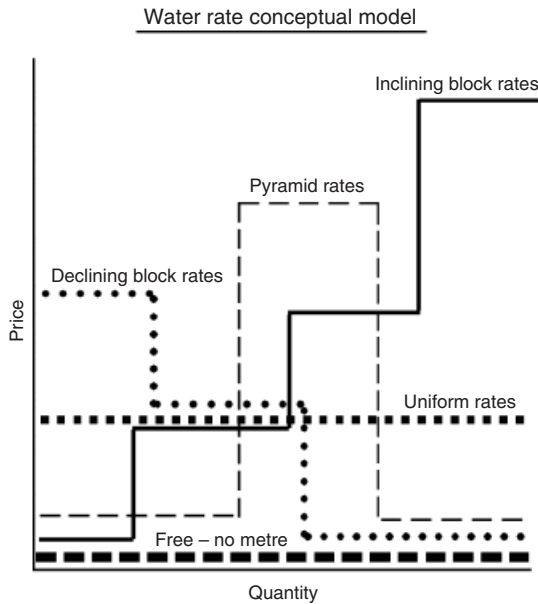 Water rate conceptual model
Inclining block rates
Pyramid rates
Declining block rates
Price
Uniform rates
Free – no metre
Quantity